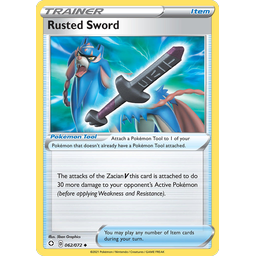 TRAINER
Item
Rusted Sword
Pokémon Tool
Attach a Pokémon Tool to 1 of your
Pokémon that doesn't already have a Pokémon Tool attached.
The attacks of the Zacian V this card is attached to do
30 more damage to your opponent's Active Pokémon
(before applying Weakness and Resistance).
You may play any number of Item cards
during your turn.
062/072
©2021 Pokémon / Nintendo / Creatures / GAME FREAK